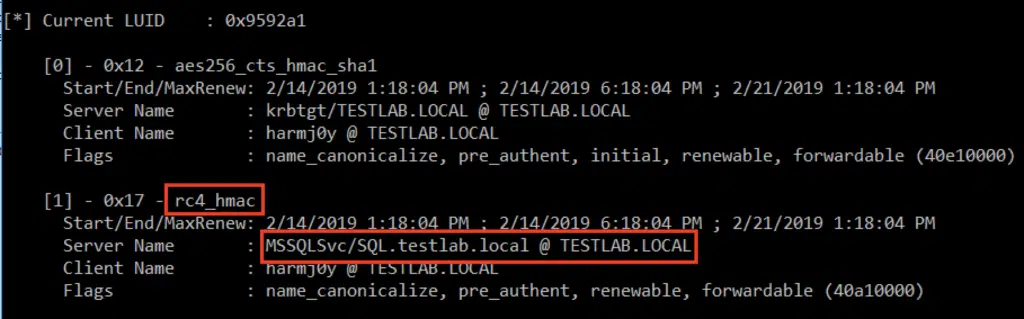 [*] Current LUID    : 0x9592a1
[0] - 0x12 - aes256_cts_hmac_sha1
Start/End/MaxRenew: 2/14/2019 1:18:04 PM ; 2/14/2019 6:18:04 PM ; 2/21/2019 1:18:04 PM
Server Name       : krbtgt/TESTLAB.LOCAL @ TESTLAB.LOCAL
Client Name       : harmj0y @ TESTLAB.LOCAL
Flags             : name_canonicalize, pre_authent, initial, renewable, forwardable (40e10000)
[1] - 0x17 - rc4_hmac
Start/End/MaxRenew: 2/14/2019 1:18:04 PM ; 2/14/2019 6:18:04 PM ; 2/21/2019 1:18:04 PM
Server Name       : MSSQLSvc/SQL.testlab.local @ TESTLAB.LOCAL
Client Name       : harmj0y @ TESTLAB.LOCAL
Flags             : name_canonicalize, pre_authent, renewable, forwardable (40a10000)